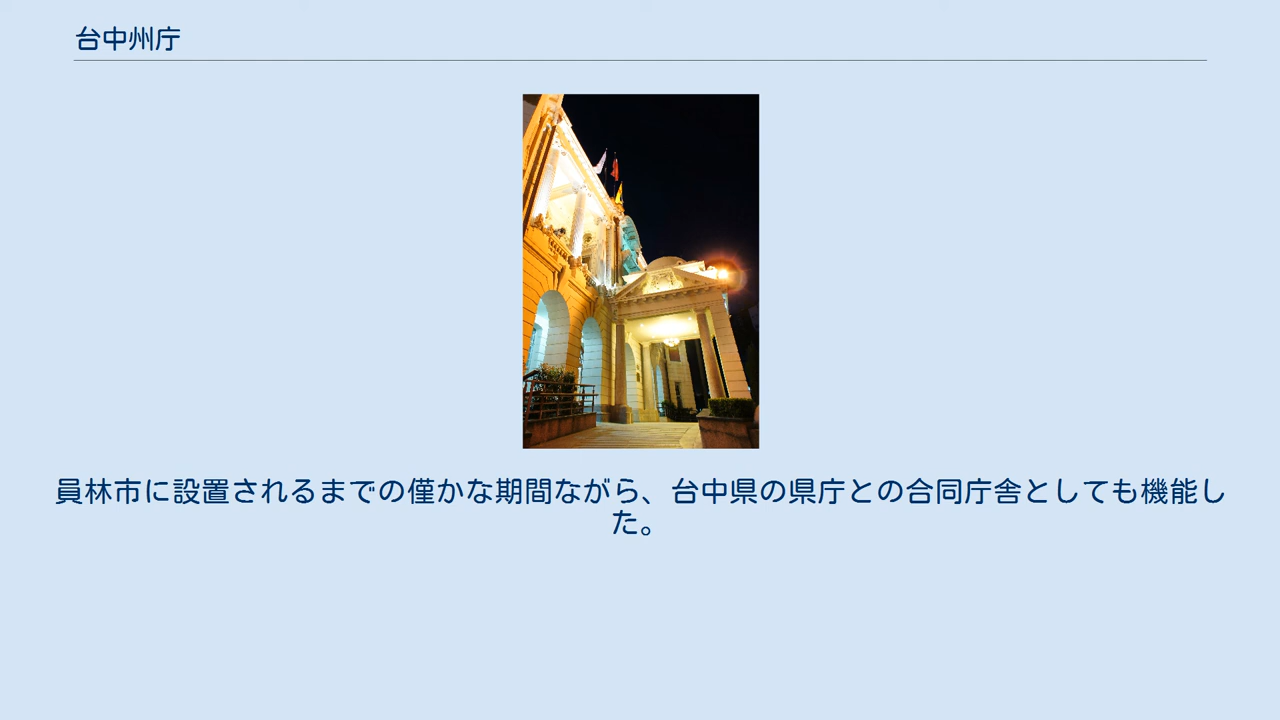 台中州庁
員林市に設置されるまでの僅かな期間ながら、台中県の県庁との合同庁舎としても機能し
た。